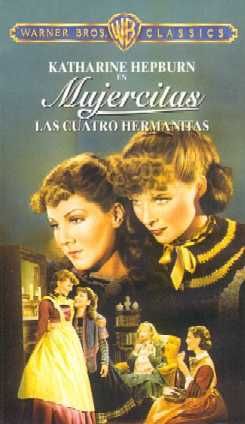 WARNER BROS. WB CLASSICS
KATHARINE HEPBURN
EN
Mujercitas
LAS CUATRO HERMANITAS